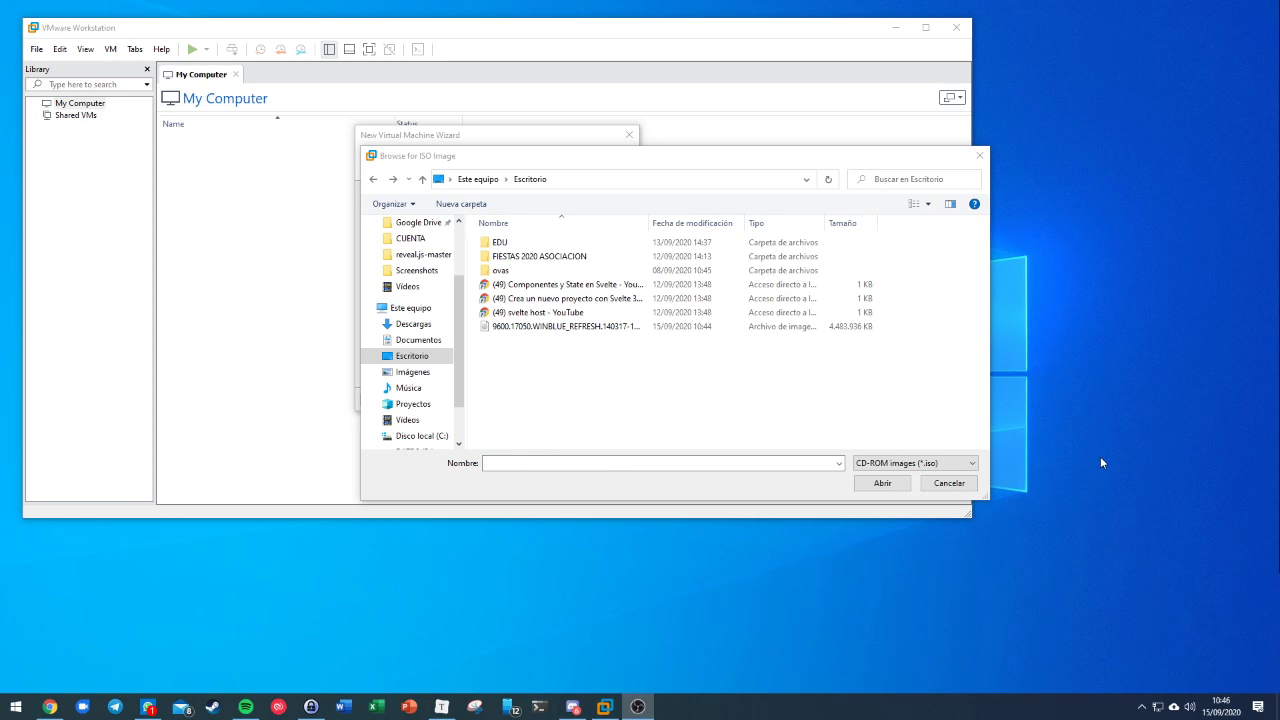 VMware Workstation
File Edit View VM Tabs Help
Library
Type here to search
My Computer
Shared VMs
My Computer
My Computer
Name Status
New Virtual Machine Wizard
Browse for ISO Image
Este equipo > Escritorio
Buscar en Escritorio
Organizar Nueva carpeta
Google Drive
CUENTA
reveal.js-master
Screenshots
Vídeos
Este equipo
Descargas
Documentos
Escritorio
Imágenes
Música
Proyectos
Vídeos
Disco local (C:)
Nombre Fecha de modificación Tipo Tamaño
EDU 13/09/2020 14:37 Carpeta de archivos
FIESTAS 2020 ASOCIACION 12/09/2020 14:13 Carpeta de archivos
ovas 08/09/2020 10:45 Carpeta de archivos
(49) Componentes y State en Svelte - You... 12/09/2020 13:48 Acceso directo a I... 1 KB
(49) Crea un nuevo proyecto con Svelte 3... 12/09/2020 13:48 Acceso directo a I... 1 KB
(49) svelte host - YouTube 12/09/2020 13:48 Acceso directo a I... 1 KB
9600.17050.WINBLUE_REFRESH.140317-1... 15/09/2020 10:44 Archivo de image... 4.483.936 KB
Nombre:
CD-ROM images (*.iso)
Abrir Cancelar
1
8
12
10:46
15/09/2020